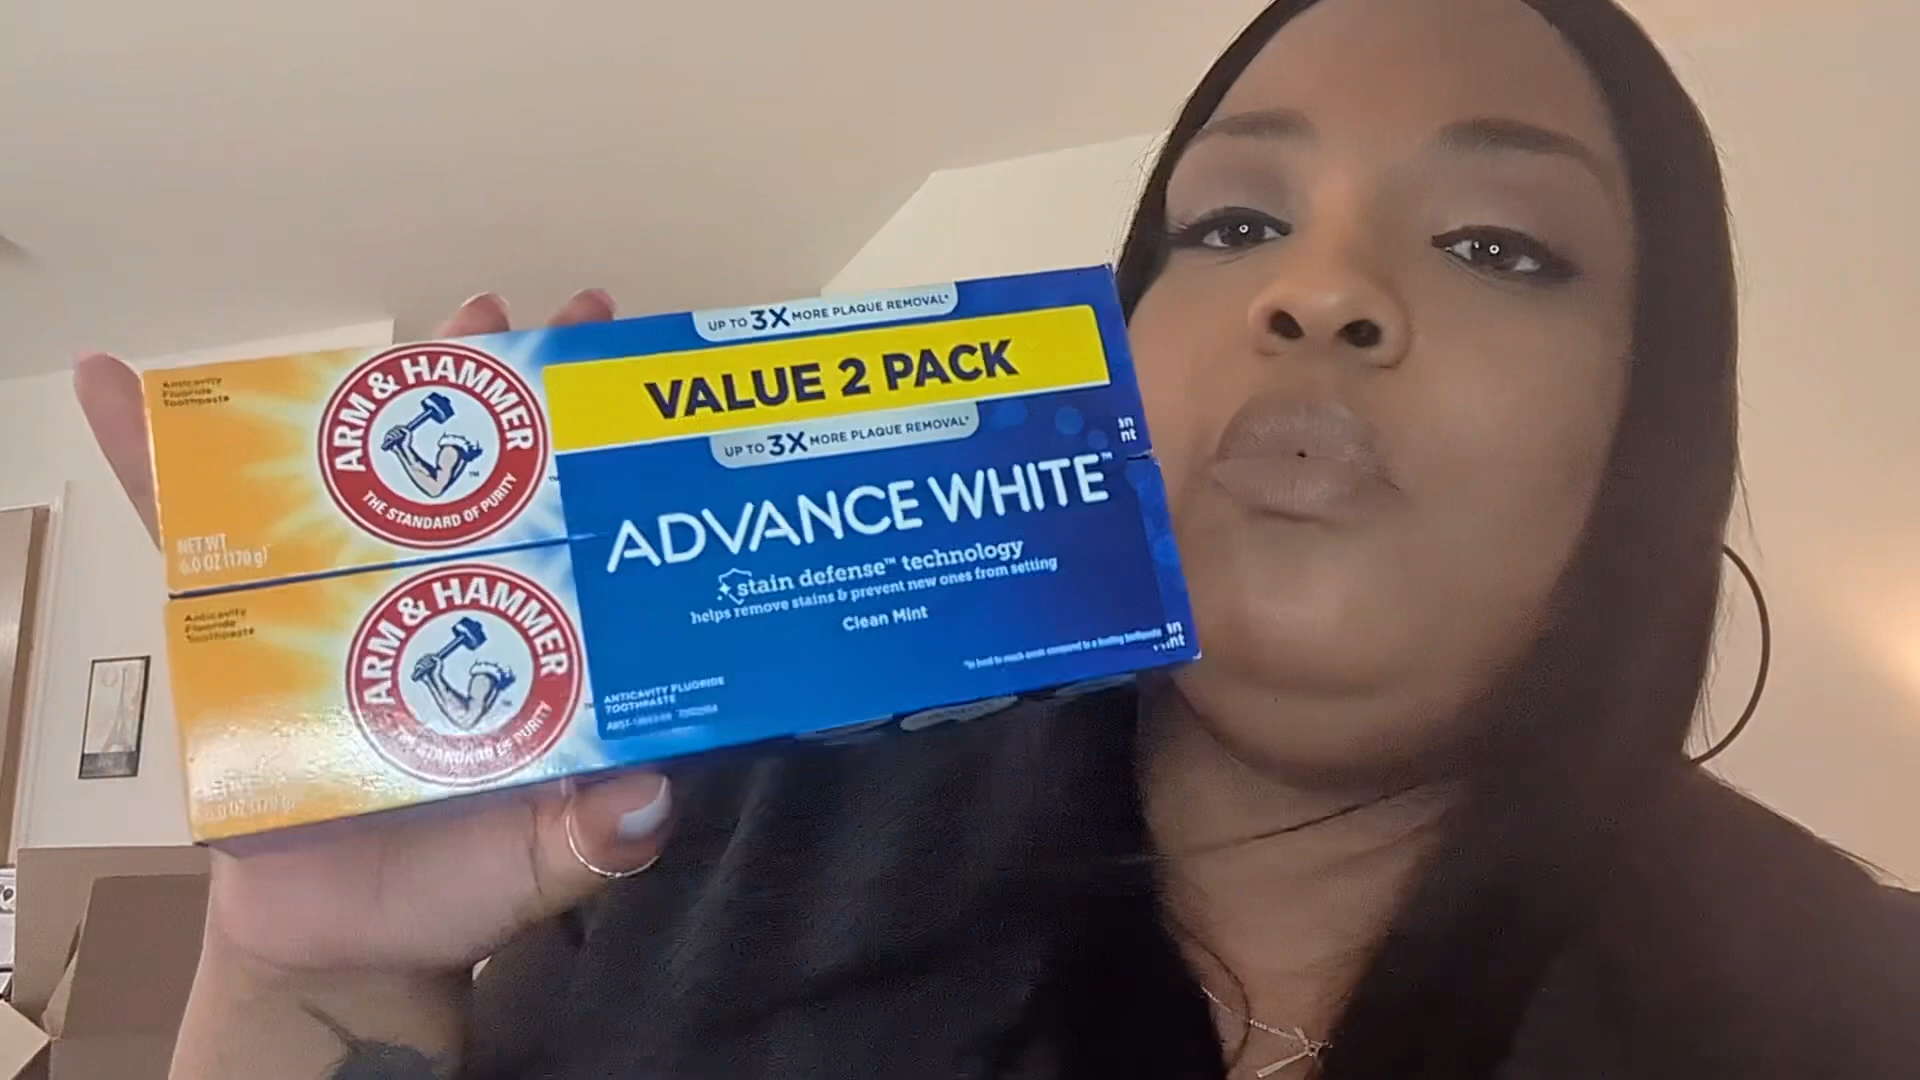 UP TO 3X MORE PLAQUE REMOVAL*
VALUE 2 PACK
Anticavity
Fluoride
Toothpaste
ARM & HAMMER
THE STANDARD OF PURITY
NET WT
6.0 OZ (170 g)
UP TO 3X MORE PLAQUE REMOVAL*
ADVANCE WHITE™
stain defense™ technology
helps remove stains & prevent new ones from setting
Clean Mint
Anticavity
Fluoride
Toothpaste
ARM & HAMMER
THE STANDARD OF PURITY
ANTICAVITY FLUORIDE
TOOTHPASTE